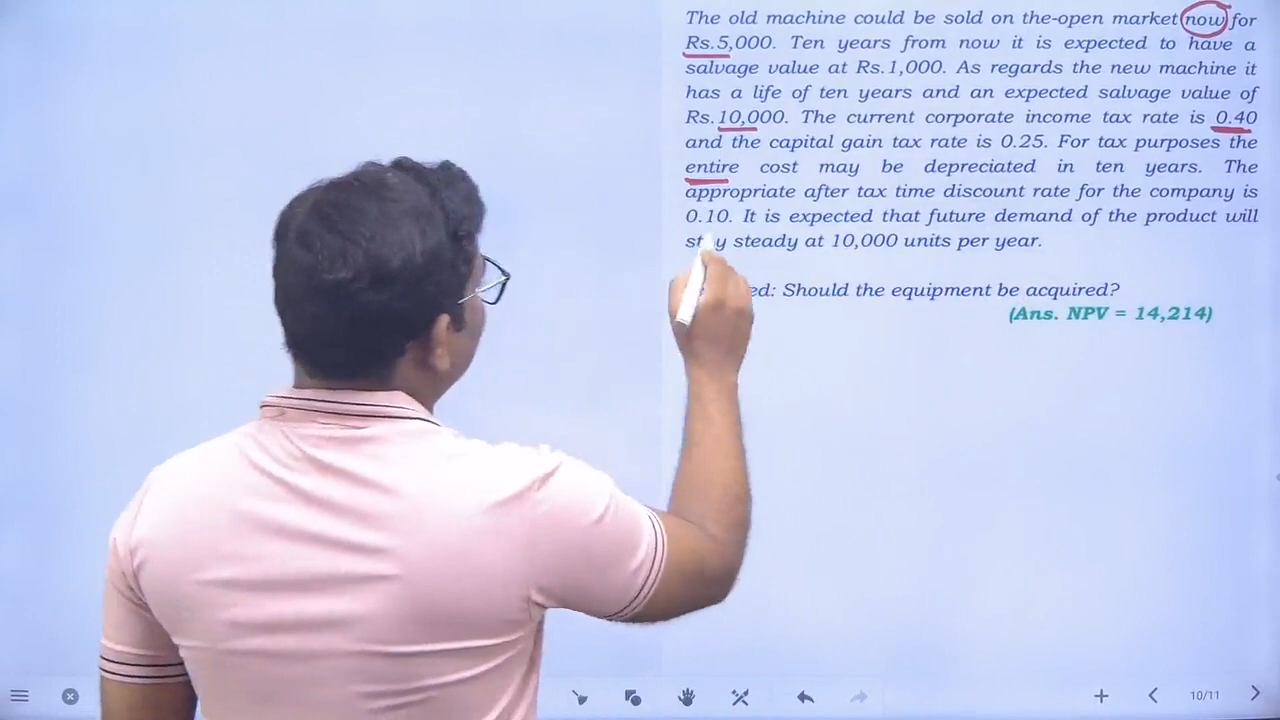 The old machine could be sold on the-open market now for
Rs.5,000. Ten years from now it is expected to have a
salvage value at Rs.1,000. As regards the new machine it
has a life of ten years and an expected salvage value of
Rs.10,000. The current corporate income tax rate is 0.40
and the capital gain tax rate is 0.25. For tax purposes the
entire cost may be depreciated in ten years. The
appropriate after tax time discount rate for the company is
0.10. It is expected that future demand of the product will
steady at 10,000 units per year.
Should the equipment be acquired?
(Ans. NPV = 14,214)
10/11